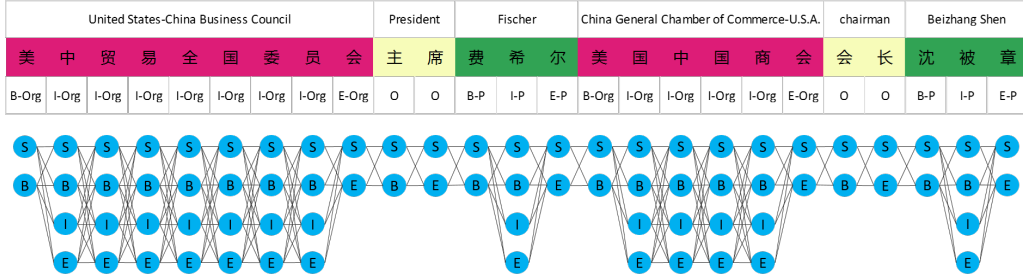 United States-China Business Council President Fischer China General Chamber of Commerce-U.S.A. chairman Beizhang Shen
美 中 贸 易 全 国 委 员 会 主 席 费 希 尔 美 国 中 国 商 会 会 长 沈 被 章
B-Org I-Org I-Org I-Org I-Org I-Org I-Org I-Org E-Org O O B-P I-P E-P B-Org I-Org I-Org I-Org I-Org E-Org O O B-P I-P E-P
S S S S S S S S S S S S S S S S S S S S S S S S S
B B B B B B B B E B E B B E B B B B B E B E B B E
I I I I I I I I I I I I I
E E E E E E E E E E E E E